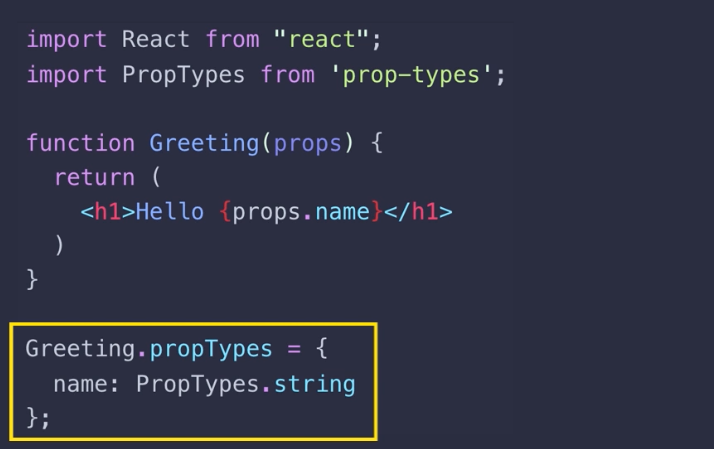 import React from "react";
import PropTypes from 'prop-types';
function Greeting(props) {
return (
<h1>Hello {props.name}</h1>
)
}
Greeting.propTypes = {
name: PropTypes.string
};